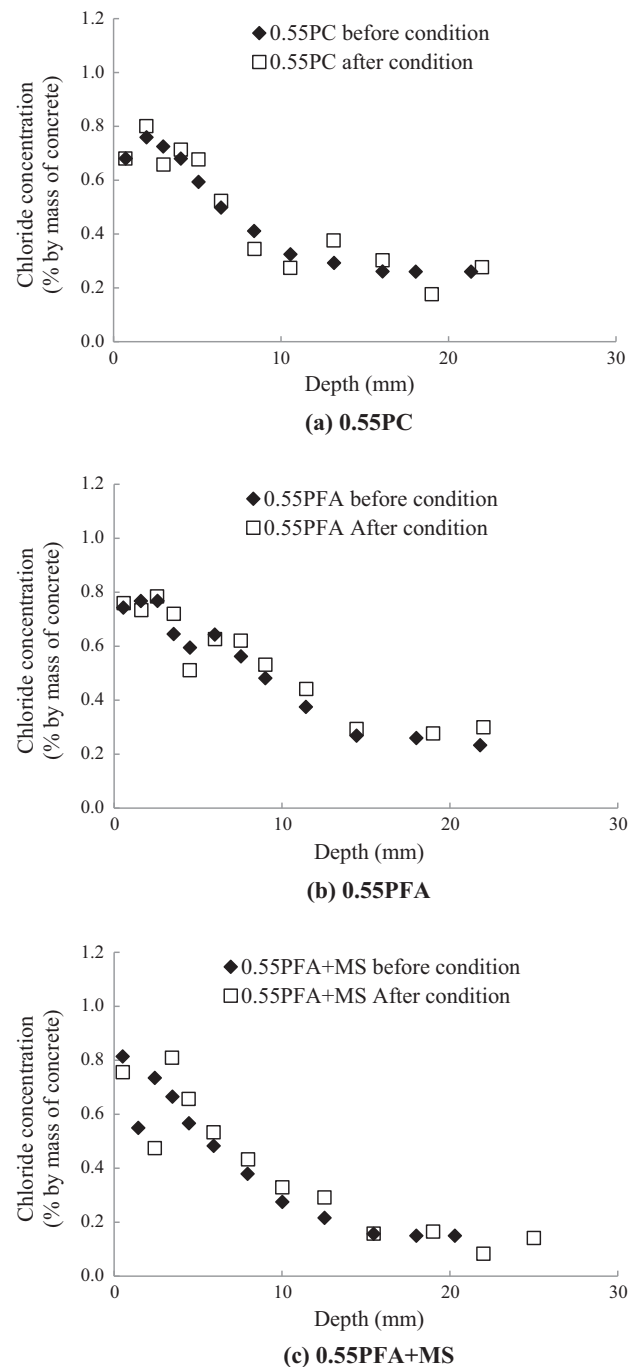 1.2
◆0.55PC before condition
□0.55PC after condition
1.0
0.8
0.6
0.4
0.2
0.0
Chloride concentration
(% by mass of concrete)
0 10 20 30
Depth (mm)
(a) 0.55PC
1.2
◆0.55PFA before condition
□0.55PFA After condition
1.0
0.8
0.6
0.4
0.2
0.0
Chloride concentration
(% by mass of concrete)
0 10 20 30
Depth (mm)
(b) 0.55PFA
1.2
◆0.55PFA+MS before condition
□0.55PFA+MS After condition
1.0
0.8
0.6
0.4
0.2
0.0
Chloride concentration
(% by mass of concrete)
0 10 20 30
Depth (mm)
(c) 0.55PFA+MS